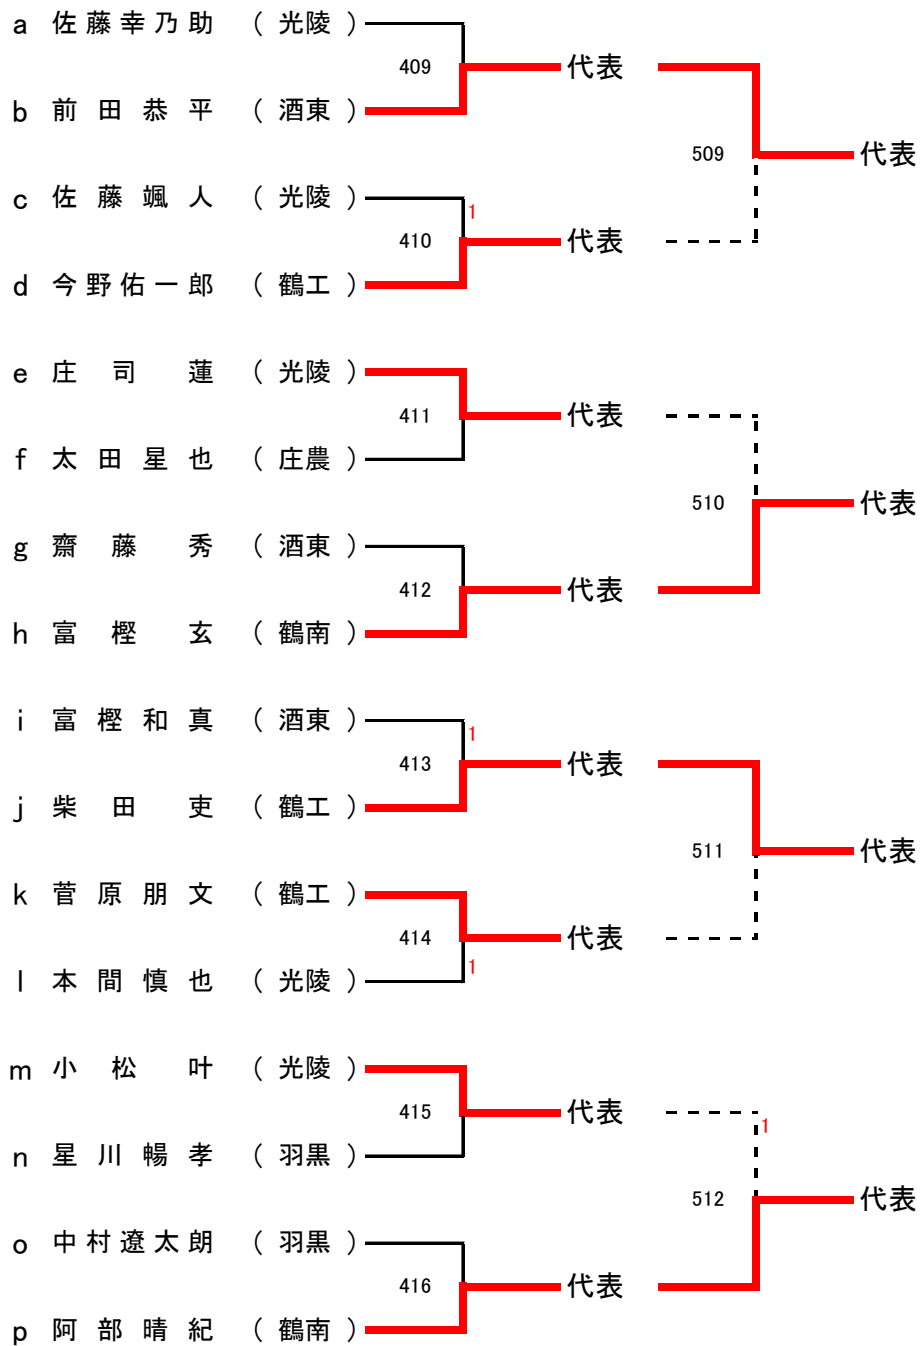 a 佐藤幸乃助 （ 光陵 ）
409 代表
b 前田恭平 （ 酒東 ）
509 代表
c 佐藤颯人 （ 光陵 ）
1
410 代表
d 今野佑一郎 （ 鶴工 ）
e 庄司蓮 （ 光陵 ）
411 代表
f 太田星也 （ 庄農 ）
510 代表
g 齋藤秀 （ 酒東 ）
412 代表
h 富樫玄 （ 鶴南 ）
i 富樫和真 （ 酒東 ）
1
413 代表
j 柴田吏 （ 鶴工 ）
511 代表
k 菅原朋文 （ 鶴工 ）
414 代表
1
l 本間慎也 （ 光陵 ）
m 小松叶 （ 光陵 ）
415 代表
1
n 星川暢孝 （ 羽黒 ）
512 代表
o 中村遼太朗 （ 羽黒 ）
416 代表
p 阿部晴紀 （ 鶴南 ）